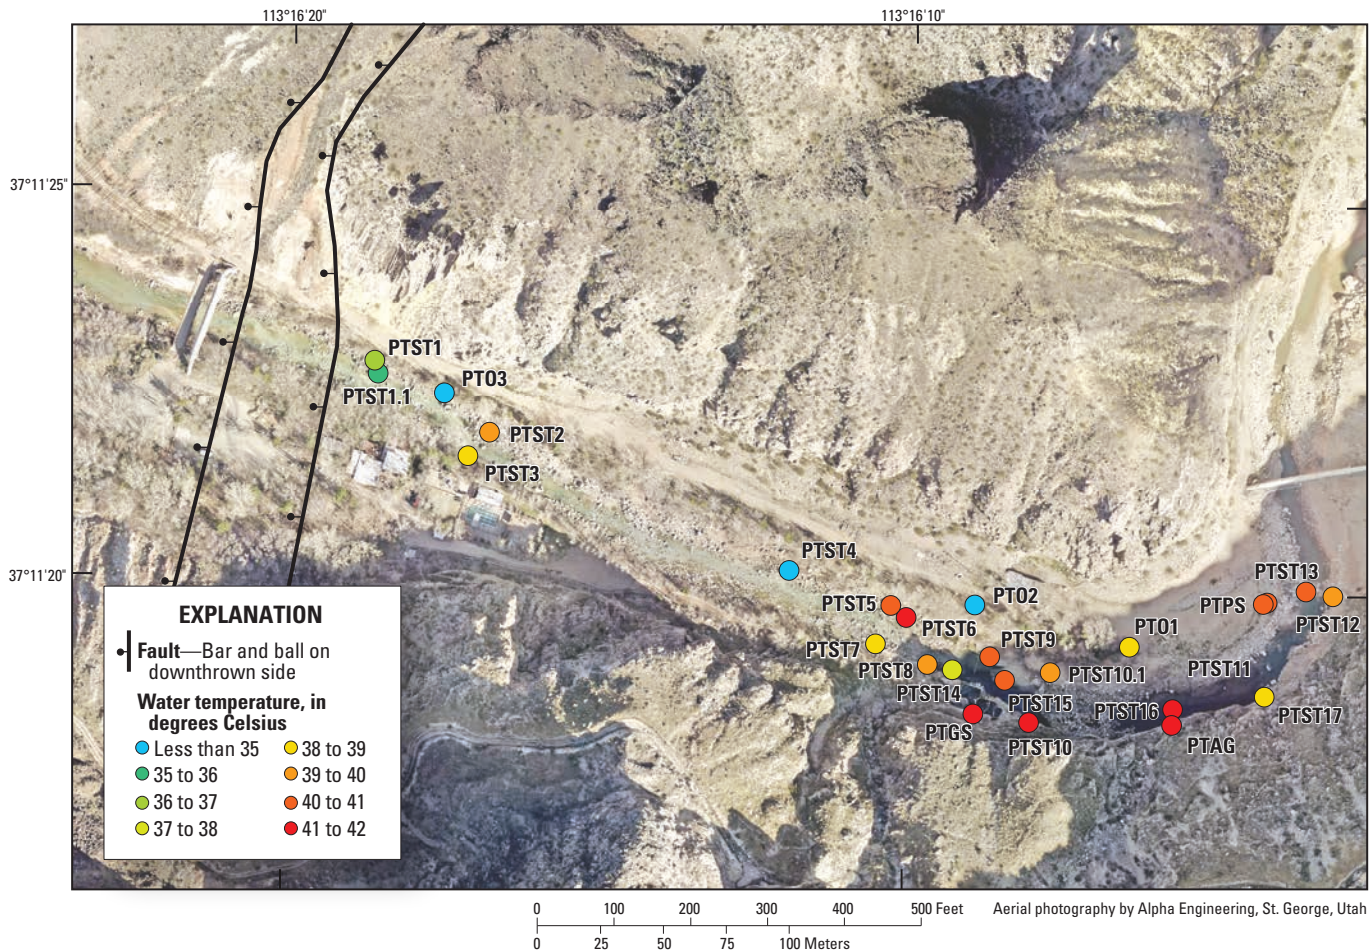 113°16'20" 113°16'10"
37°11'25"
PTST1
PTST1.1
PTO3
PTST2
PTST3
37°11'20"
PTST4
PTST5
PTO2
PTST6
PTST7
PTST8
PTST9
PTST14
PTST15
PTST10.1
PTGS
PTST10
PTO1
PTPS
PTST13
PTST12
PTST11
PTST16
PTST17
PTAG
EXPLANATION
Fault—Bar and ball on
downthrown side
Water temperature, in
degrees Celsius
Less than 35
35 to 36
36 to 37
37 to 38
38 to 39
39 to 40
40 to 41
41 to 42
0 100 200 300 400 500 Feet
0 25 50 75 100 Meters
Aerial photography by Alpha Engineering, St. George, Utah